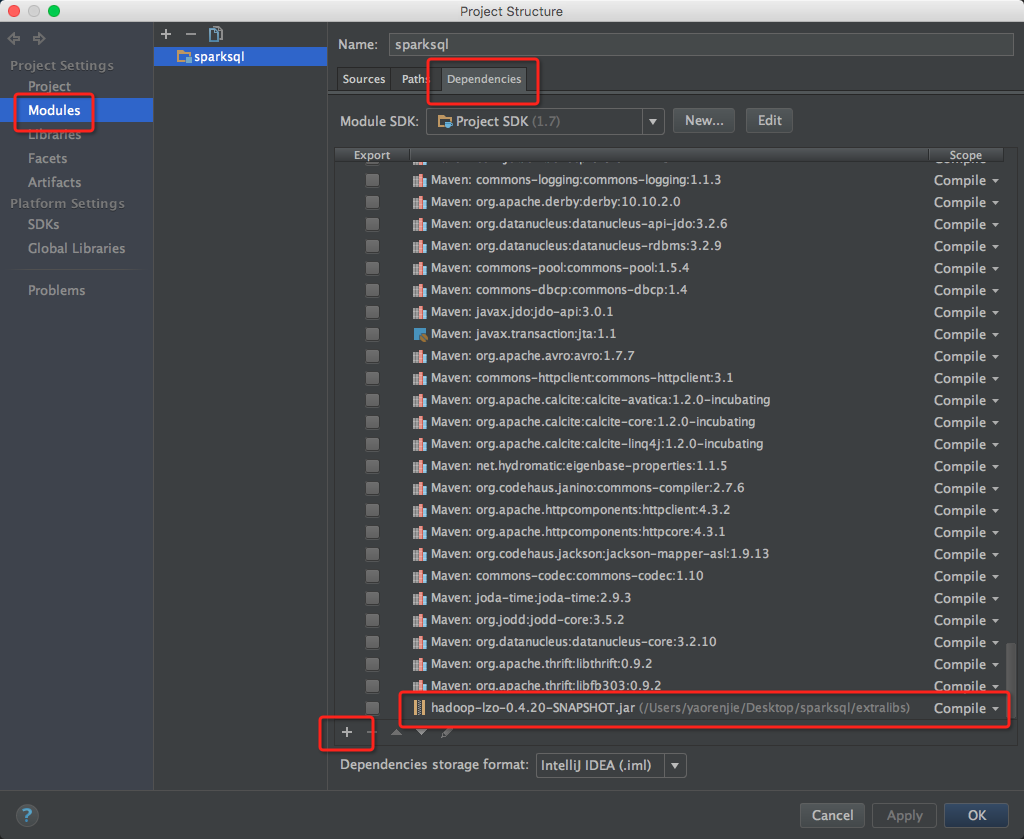 Project Structure
Project Settings
Project
Modules
Libraries
Facets
Artifacts
Platform Settings
SDKs
Global Libraries
Problems
sparksql
Name: sparksql
Sources Paths Dependencies
Module SDK: Project SDK (1.7) New... Edit
Export Scope
Compile
Maven: commons-logging:commons-logging:1.1.3 Compile
Maven: org.apache.derby:derby:10.10.2.0 Compile
Maven: org.datanucleus:datanucleus-api-jdo:3.2.6 Compile
Maven: org.datanucleus:datanucleus-rdbms:3.2.9 Compile
Maven: commons-pool:commons-pool:1.5.4 Compile
Maven: commons-dbcp:commons-dbcp:1.4 Compile
Maven: javax.jdo:jdo-api:3.0.1 Compile
Maven: javax.transaction:jta:1.1 Compile
Maven: org.apache.avro:avro:1.7.7 Compile
Maven: commons-httpclient:commons-httpclient:3.1 Compile
Maven: org.apache.calcite:calcite-avatica:1.2.0-incubating Compile
Maven: org.apache.calcite:calcite-core:1.2.0-incubating Compile
Maven: org.apache.calcite:calcite-linq4j:1.2.0-incubating Compile
Maven: net.hydromatic:eigenbase-properties:1.1.5 Compile
Maven: org.codehaus.janino:commons-compiler:2.7.6 Compile
Maven: org.apache.httpcomponents:httpclient:4.3.2 Compile
Maven: org.apache.httpcomponents:httpcore:4.3.1 Compile
Maven: org.codehaus.jackson:jackson-mapper-asl:1.9.13 Compile
Maven: commons-codec:commons-codec:1.10 Compile
Maven: joda-time:joda-time:2.9.3 Compile
Maven: org.jodd:jodd-core:3.5.2 Compile
Maven: org.datanucleus:datanucleus-core:3.2.10 Compile
Maven: org.apache.thrift:libthrift:0.9.2 Compile
Maven: org.apache.thrift:libfb303:0.9.2 Compile
hadoop-lzo-0.4.20-SNAPSHOT.jar (/Users/yaorenjie/Desktop/sparksql/extralibs) Compile
Dependencies storage format: IntelliJ IDEA (.iml)
? Cancel Apply OK